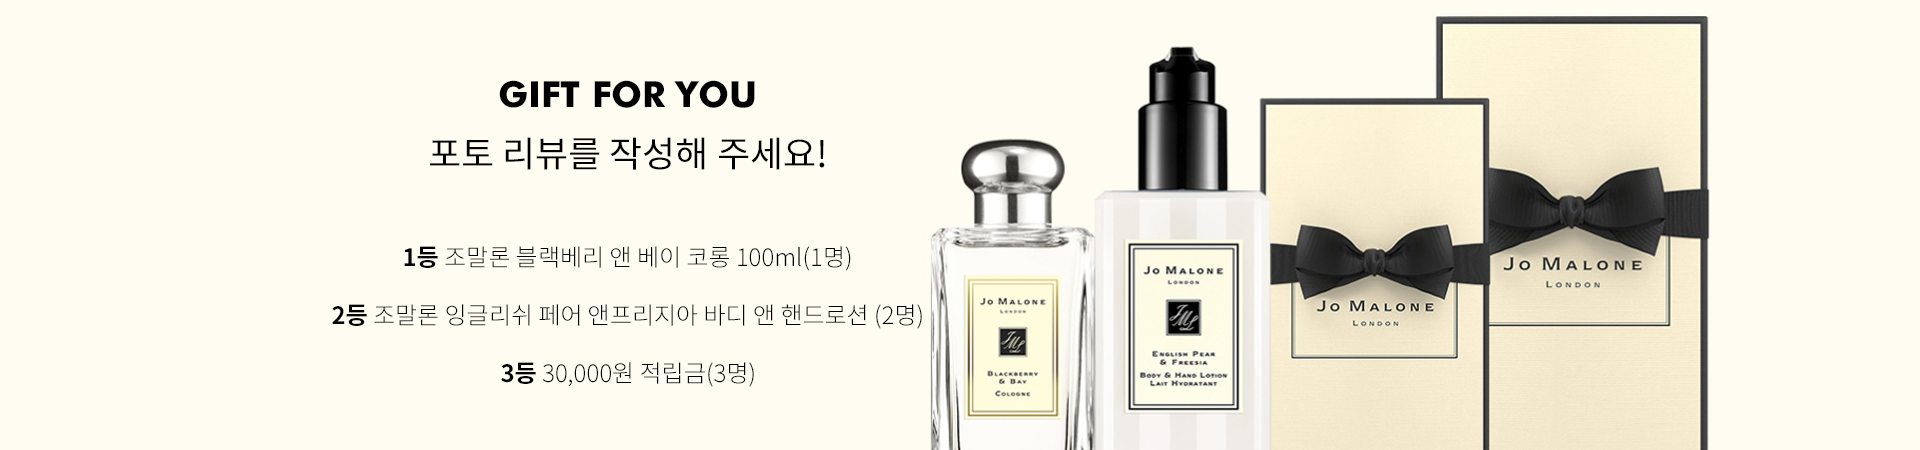 GIFT FOR YOU
포토 리뷰를 작성해 주세요!
1등 조말론 블랙베리 앤 베이 코롱 100ml(1명)
2등 조말론 잉글리쉬 페어 앤프리지아 바디 앤 핸드로션 (2명)
3등 30,000원 적립금(3명)
JO MALONE
LONDON
JML
BLACKBERRY
& BAY
COLOGNE
JO MALONE
LONDON
JML
ENGLISH PEAR
& FREESIA
BODY & HAND LOTION
LAIT HYDRATANT
JO MALONE
LONDON
JO MALONE
LONDON